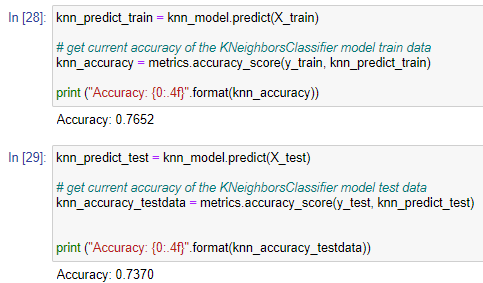 In [28]: knn_predict_train = knn_model.predict(X_train)
# get current accuracy of the KNeighborsClassifier model train data
knn_accuracy = metrics.accuracy_score(y_train, knn_predict_train)
print ("Accuracy: {0:.4f}".format(knn_accuracy))
Accuracy: 0.7652
In [29]: knn_predict_test = knn_model.predict(X_test)
# get current accuracy of the KNeighborsClassifier model test data
knn_accuracy_testdata = metrics.accuracy_score(y_test, knn_predict_test)
print ("Accuracy: {0:.4f}".format(knn_accuracy_testdata))
Accuracy: 0.7370